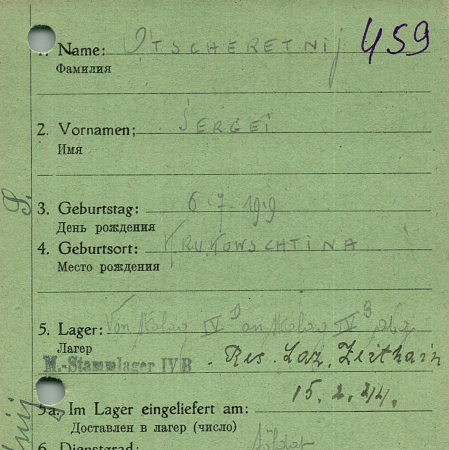 459
1. Name: OTSCHERETNIJ
Фамилия
2. Vornamen: SERGEI
Имя
3. Geburtstag: 6.7.1919
День рождения
4. Geburtsort: KRUKOWSCHTINA
Место рождения
5. Lager: Von Stalag IV D an Stalag IV B
Лагер
M.-Stammlager IV B Res. Laz. Zeithain
5a. Im Lager eingeliefert am: 15.2.44.
Доставлен в лагер (число)
6. Dienstgrad: Soldat